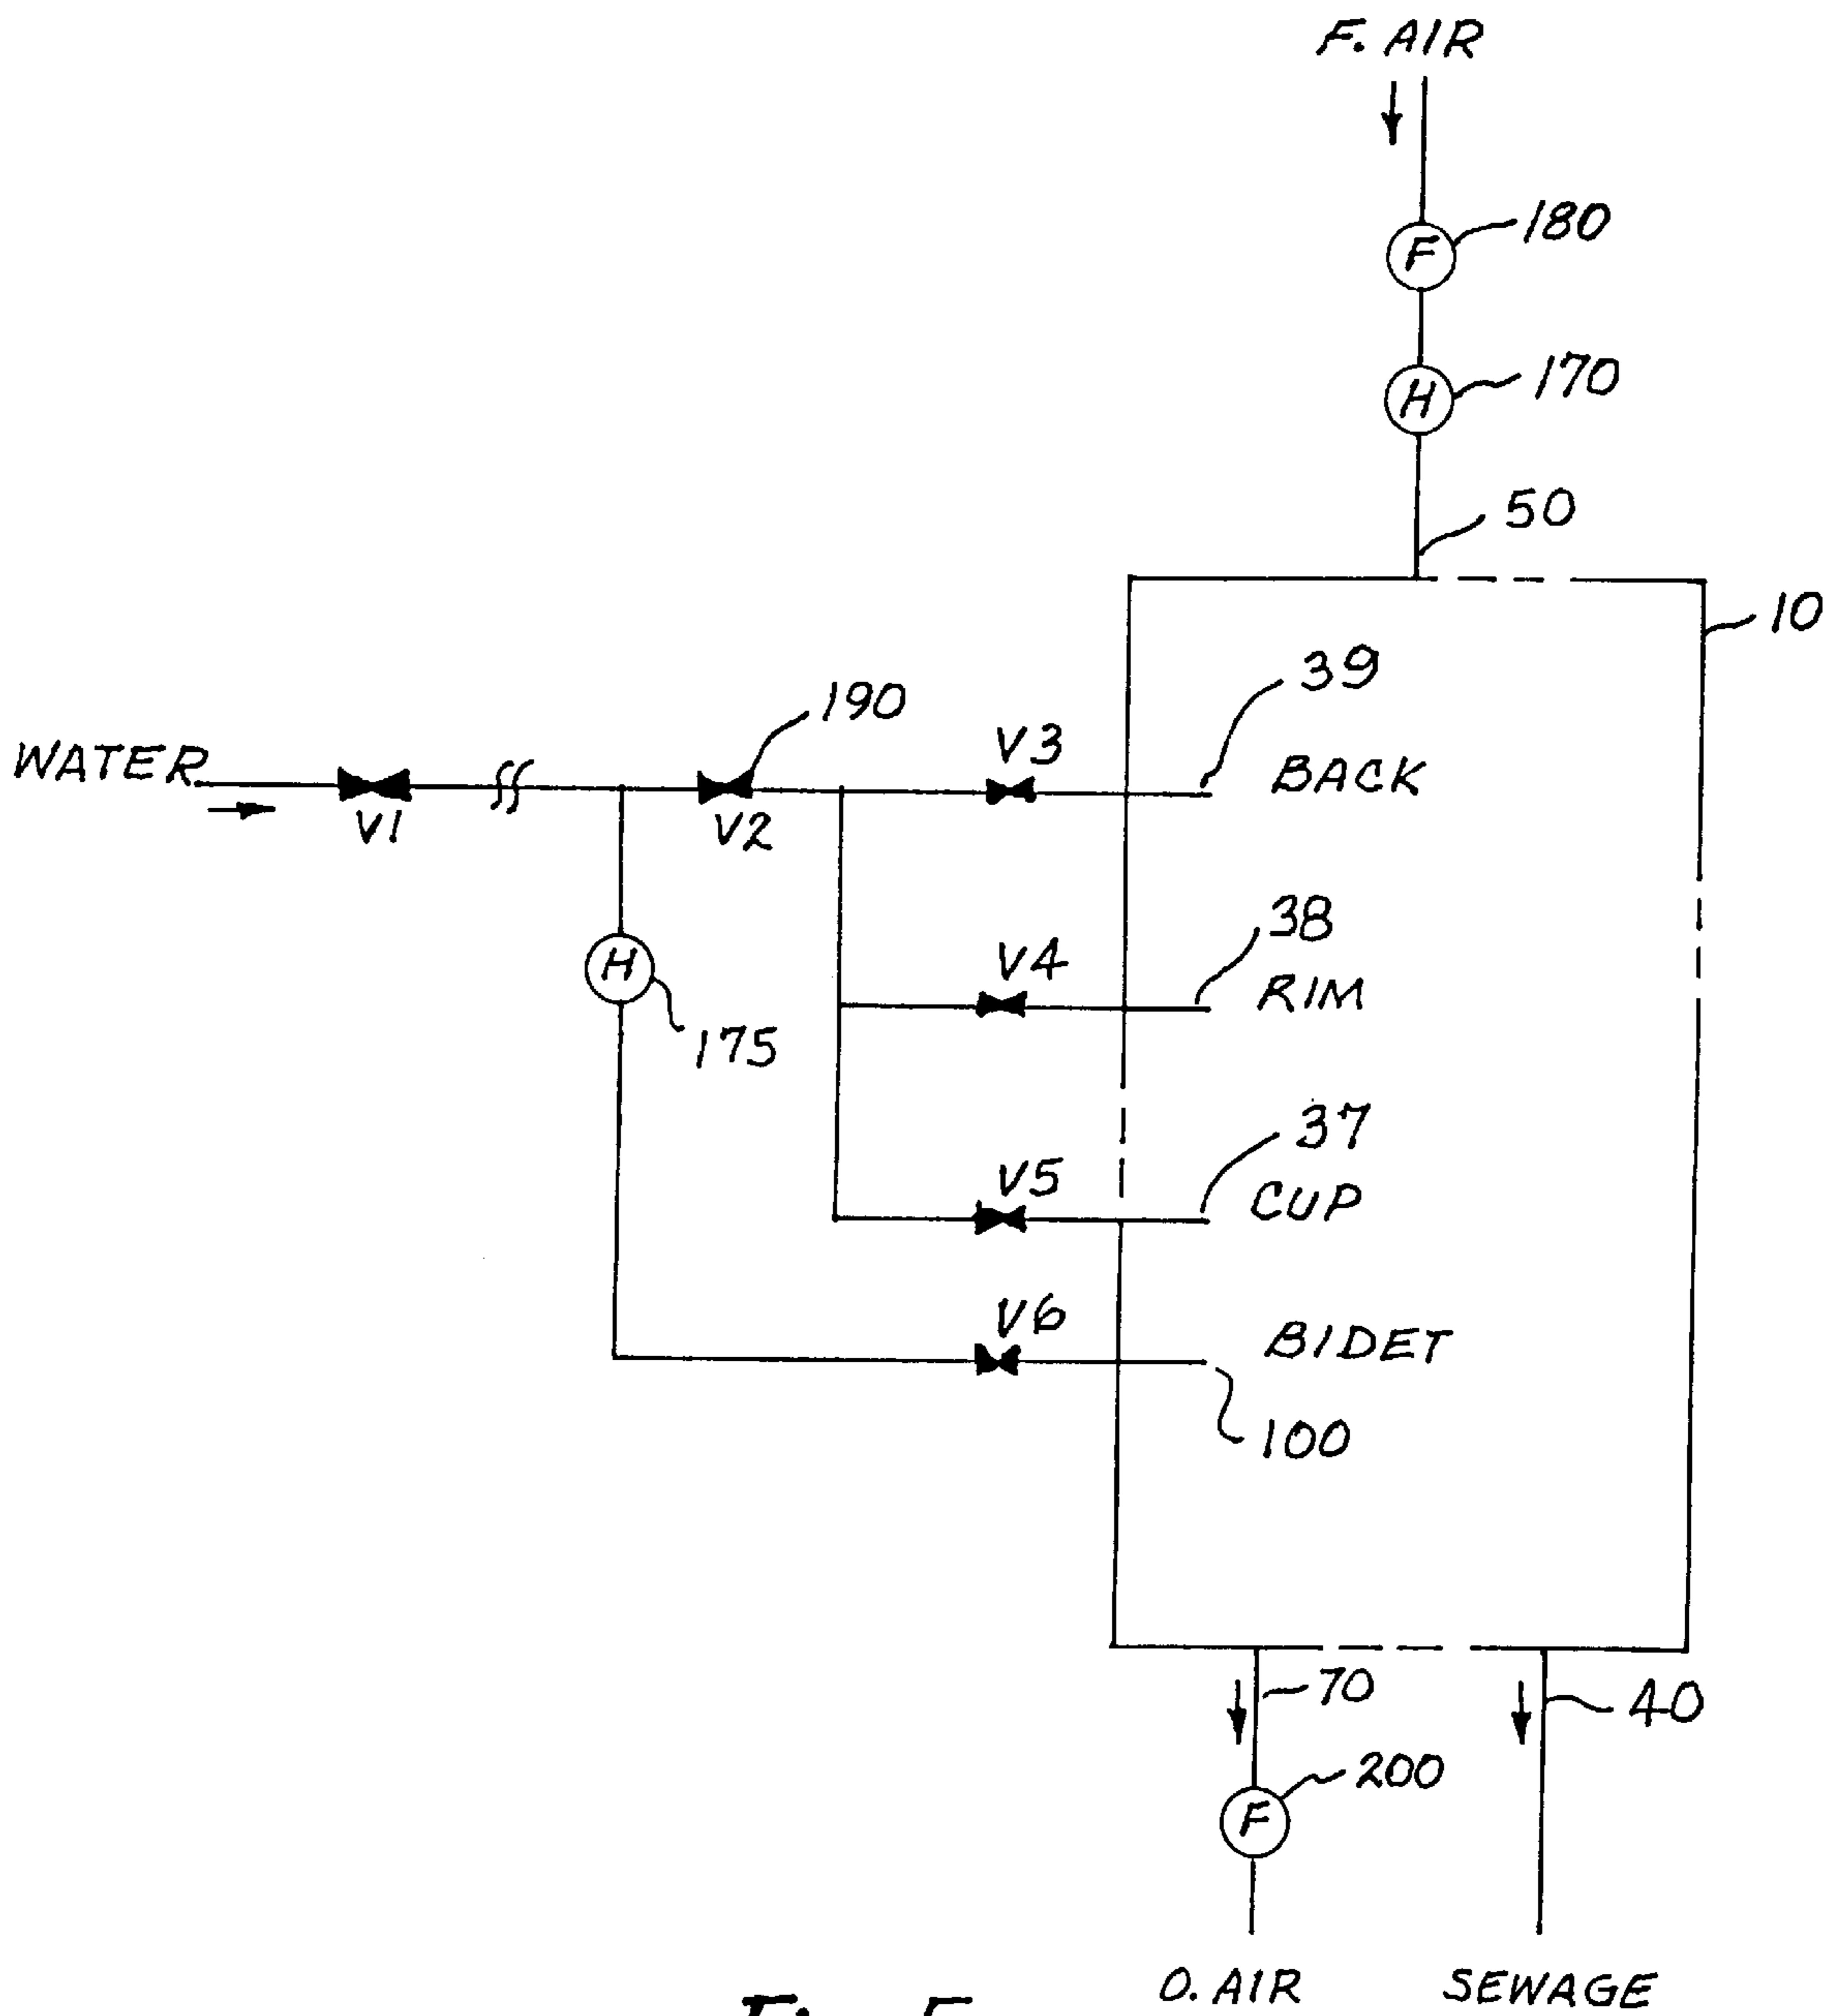 F. AIR
F
180
H
170
50
10
39
190
V3
WATER
BACK
V1
V2
38
V4
H
RIM
175
37
V5
CUP
V6
BIDET
100
70
40
200
F
O. AIR
SEWAGE